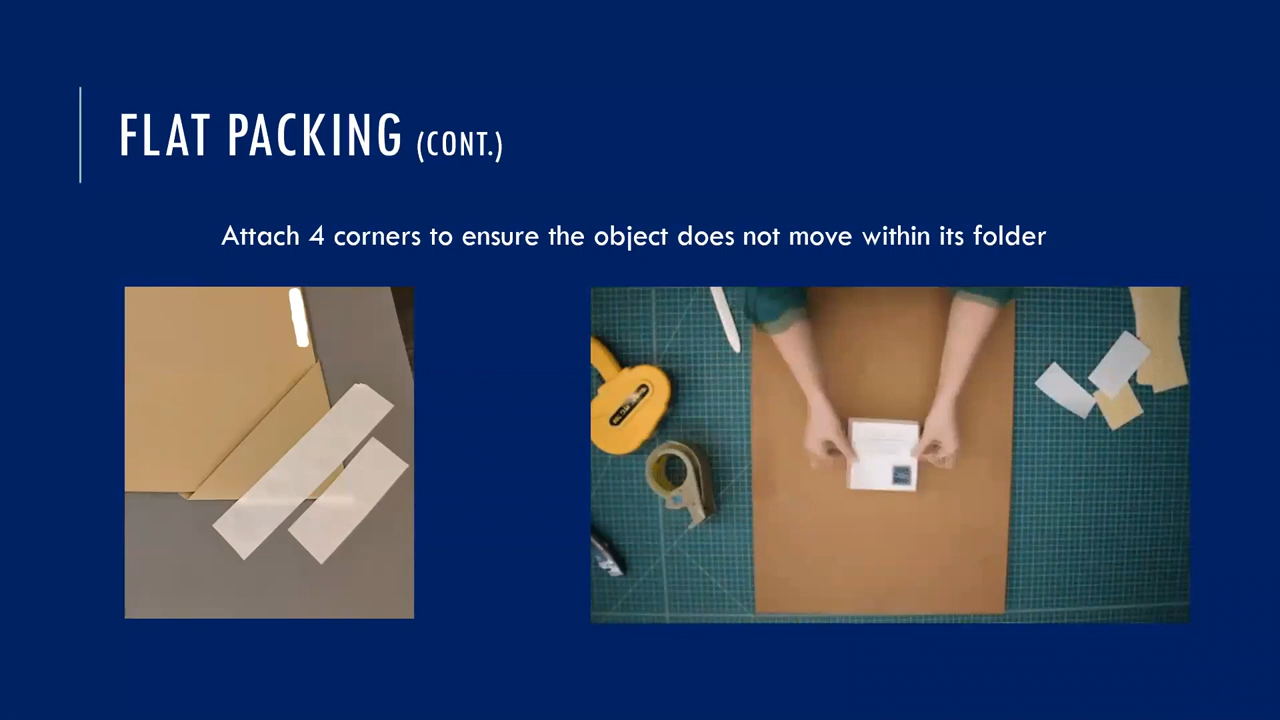 FLAT PACKING (CONT.)
Attach 4 corners to ensure the object does not move within its folder